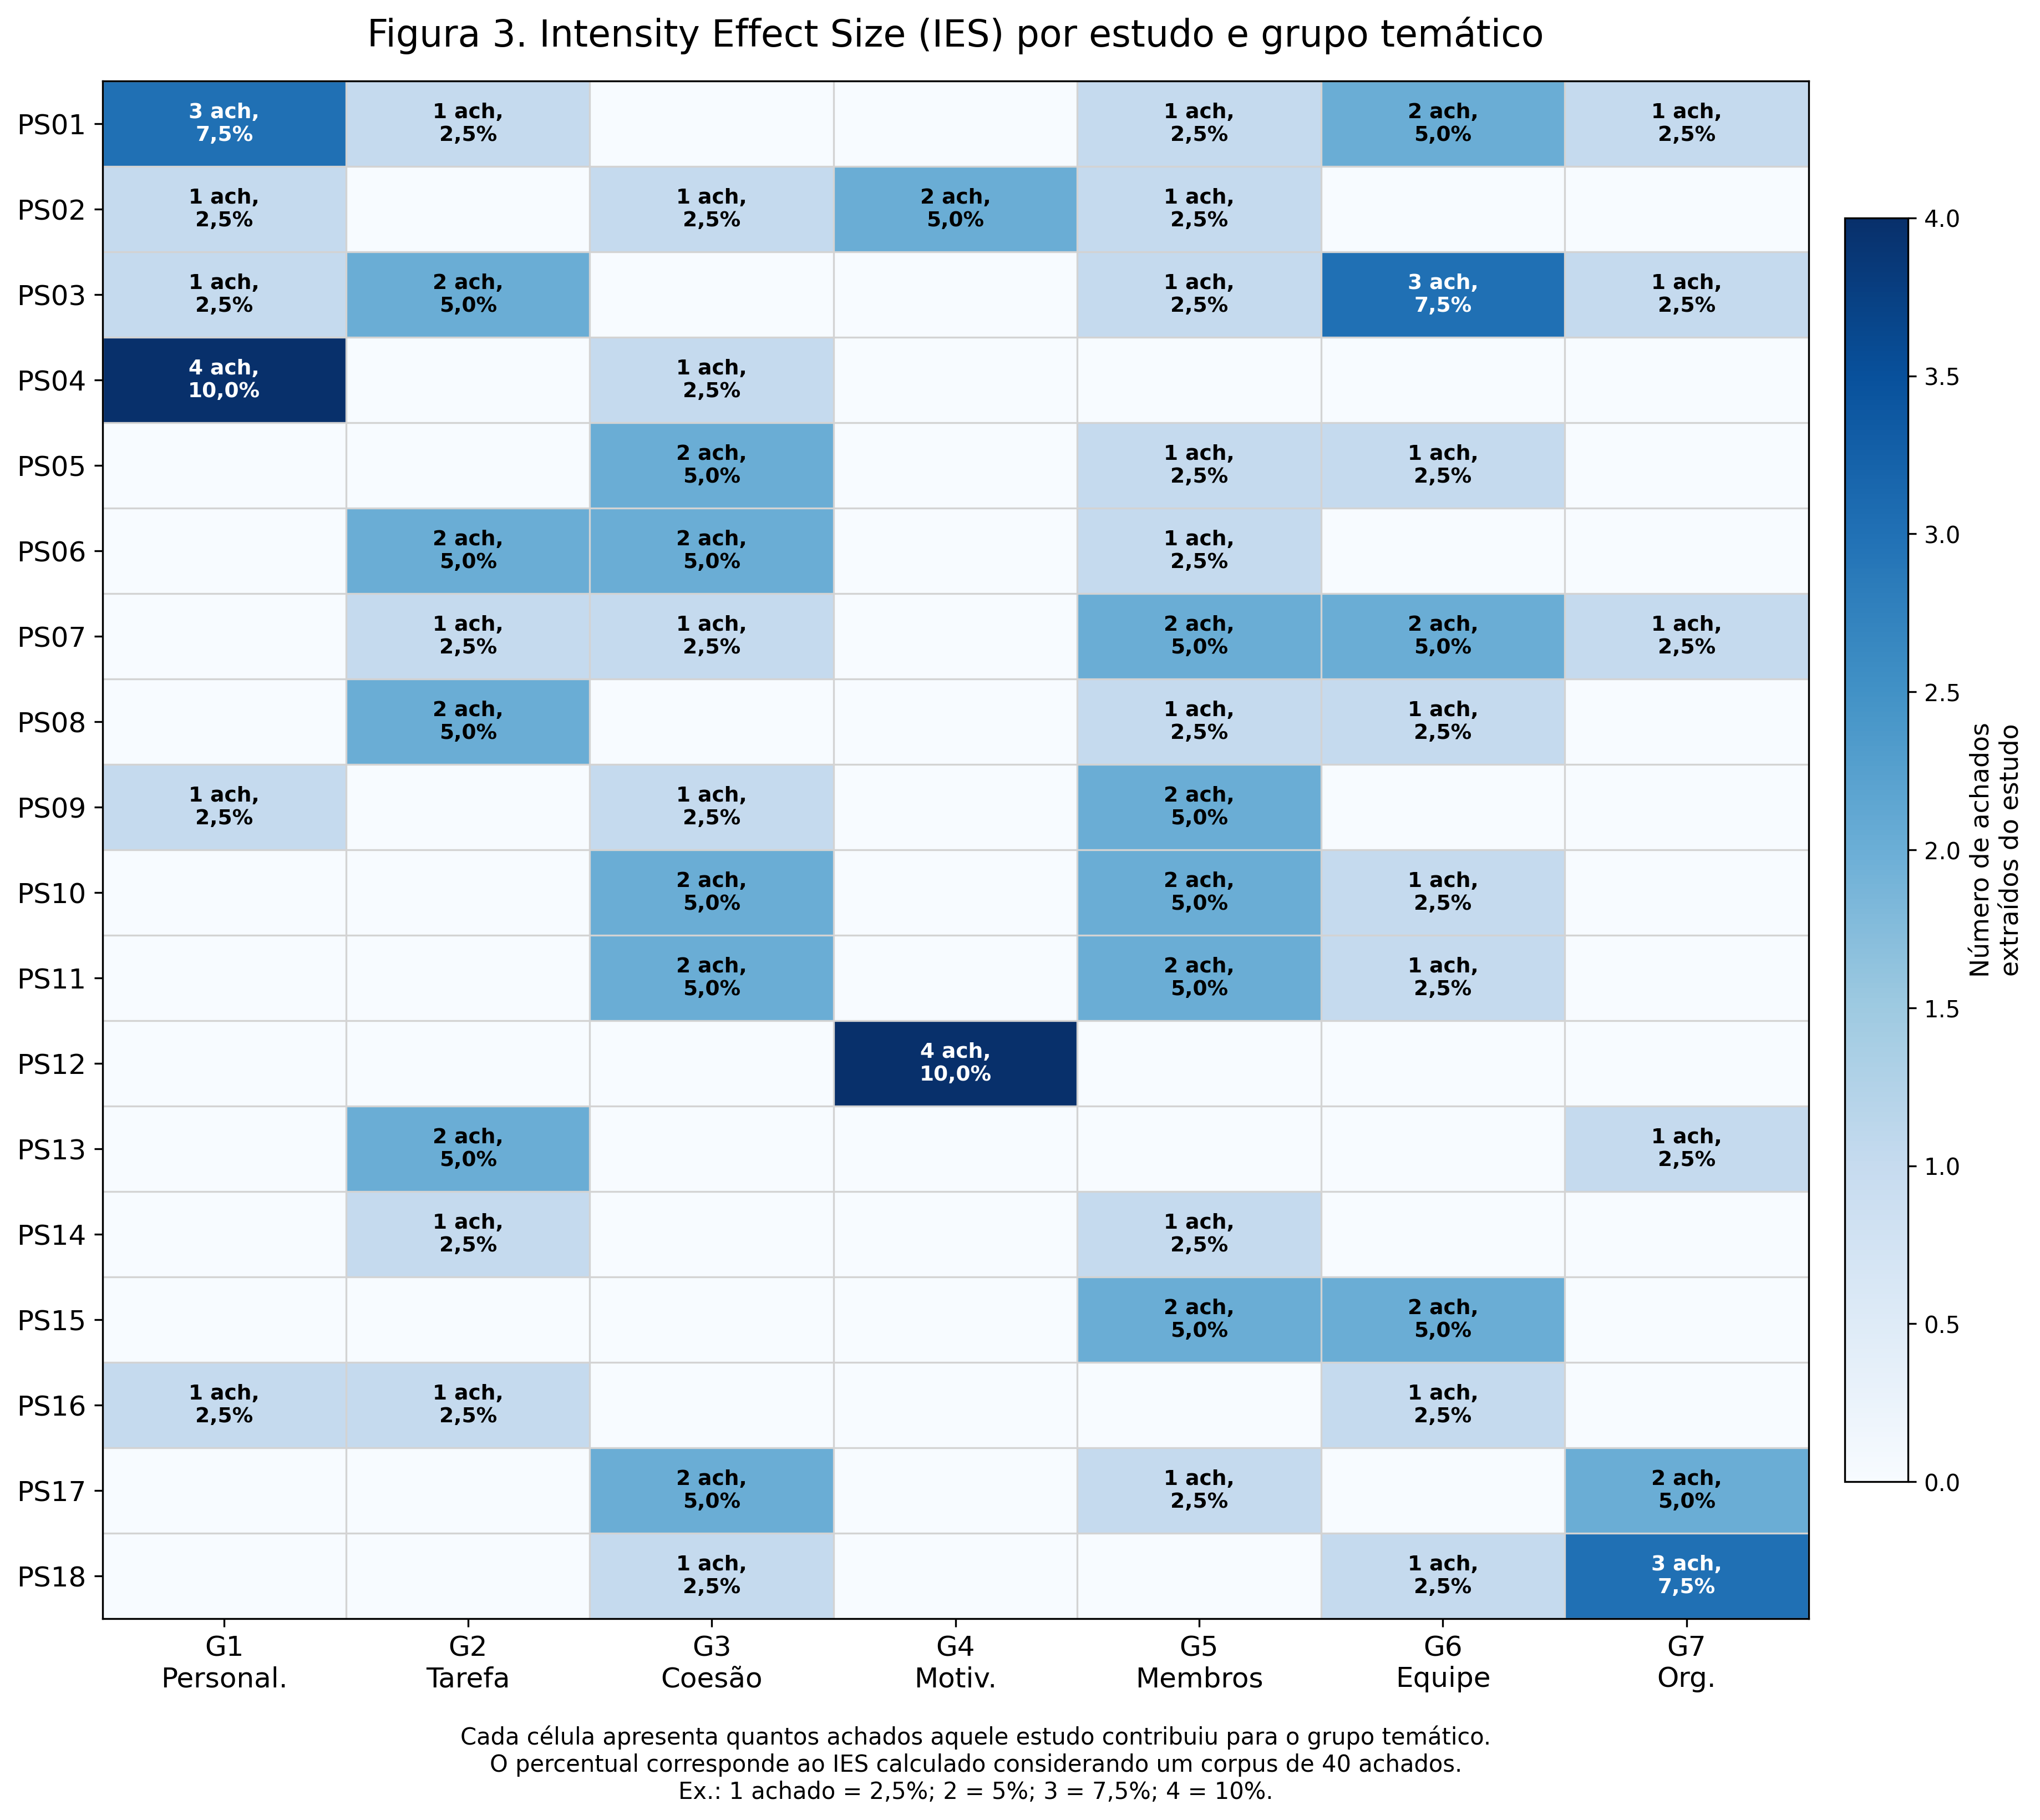 Figura 3. Intensity Effect Size (IES) por estudo e grupo temático
PS01
3 ach,
7,5%
1 ach,
2,5%
1 ach,
2,5%
2 ach,
5,0%
1 ach,
2,5%
PS02
1 ach,
2,5%
1 ach,
2,5%
2 ach,
5,0%
1 ach,
2,5%
PS03
1 ach,
2,5%
2 ach,
5,0%
1 ach,
2,5%
3 ach,
7,5%
1 ach,
2,5%
PS04
4 ach,
10,0%
1 ach,
2,5%
PS05
2 ach,
5,0%
1 ach,
2,5%
1 ach,
2,5%
PS06
2 ach,
5,0%
2 ach,
5,0%
1 ach,
2,5%
PS07
1 ach,
2,5%
1 ach,
2,5%
2 ach,
5,0%
2 ach,
5,0%
1 ach,
2,5%
PS08
2 ach,
5,0%
1 ach,
2,5%
1 ach,
2,5%
PS09
1 ach,
2,5%
1 ach,
2,5%
2 ach,
5,0%
PS10
2 ach,
5,0%
2 ach,
5,0%
1 ach,
2,5%
PS11
2 ach,
5,0%
2 ach,
5,0%
1 ach,
2,5%
PS12
4 ach,
10,0%
PS13
2 ach,
5,0%
1 ach,
2,5%
PS14
1 ach,
2,5%
1 ach,
2,5%
PS15
2 ach,
5,0%
2 ach,
5,0%
PS16
1 ach,
2,5%
1 ach,
2,5%
1 ach,
2,5%
PS17
2 ach,
5,0%
1 ach,
2,5%
2 ach,
5,0%
PS18
1 ach,
2,5%
1 ach,
2,5%
3 ach,
7,5%
G1
Personal.
G2
Tarefa
G3
Coesão
G4
Motiv.
G5
Membros
G6
Equipe
G7
Org.
4.0
3.5
3.0
2.5
2.0
1.5
1.0
0.5
0.0
Número de achados
extraídos do estudo
Cada célula apresenta quantos achados aquele estudo contribuiu para o grupo temático.
O percentual corresponde ao IES calculado considerando um corpus de 40 achados.
Ex.: 1 achado = 2,5%; 2 = 5%; 3 = 7,5%; 4 = 10%.